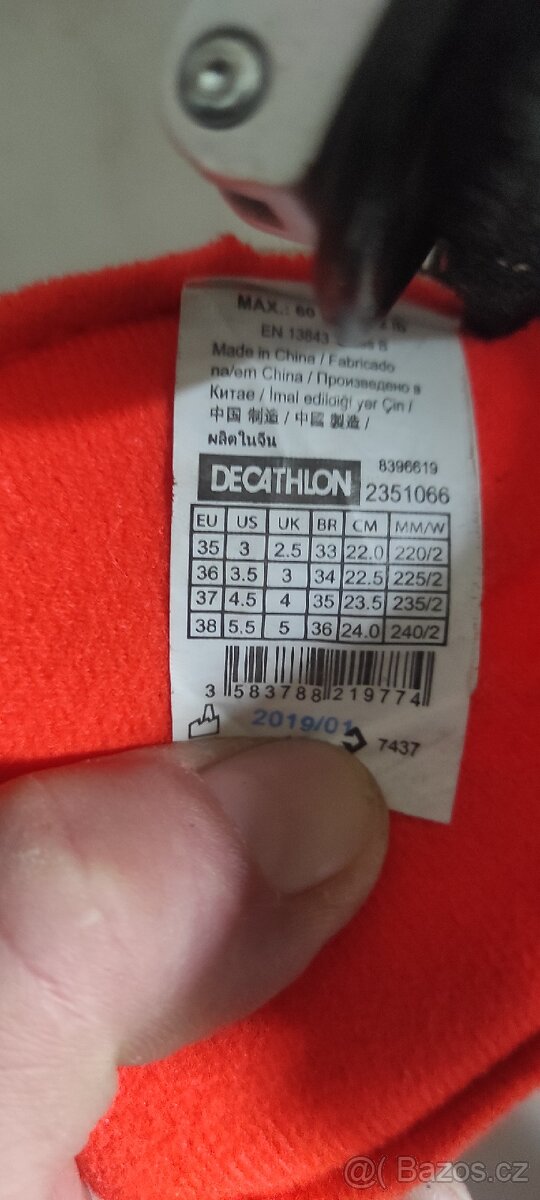 MAX.: 60
EN 13843
Made in China / Fabricado
na/em China / Произведено в
Китае / İmal edildiği yer Çin /
中国 制造 / 中國 製造 /
ผลิตในจีน
8396619
DECATHLON 2351066
EU US UK BR CM MM/W
35 3 2.5 33 22.0 220/2
36 3.5 3 34 22.5 225/2
37 4.5 4 35 23.5 235/2
38 5.5 5 36 24.0 240/2
3 583788 219774
2019/01
7437
@( Bazos.cz